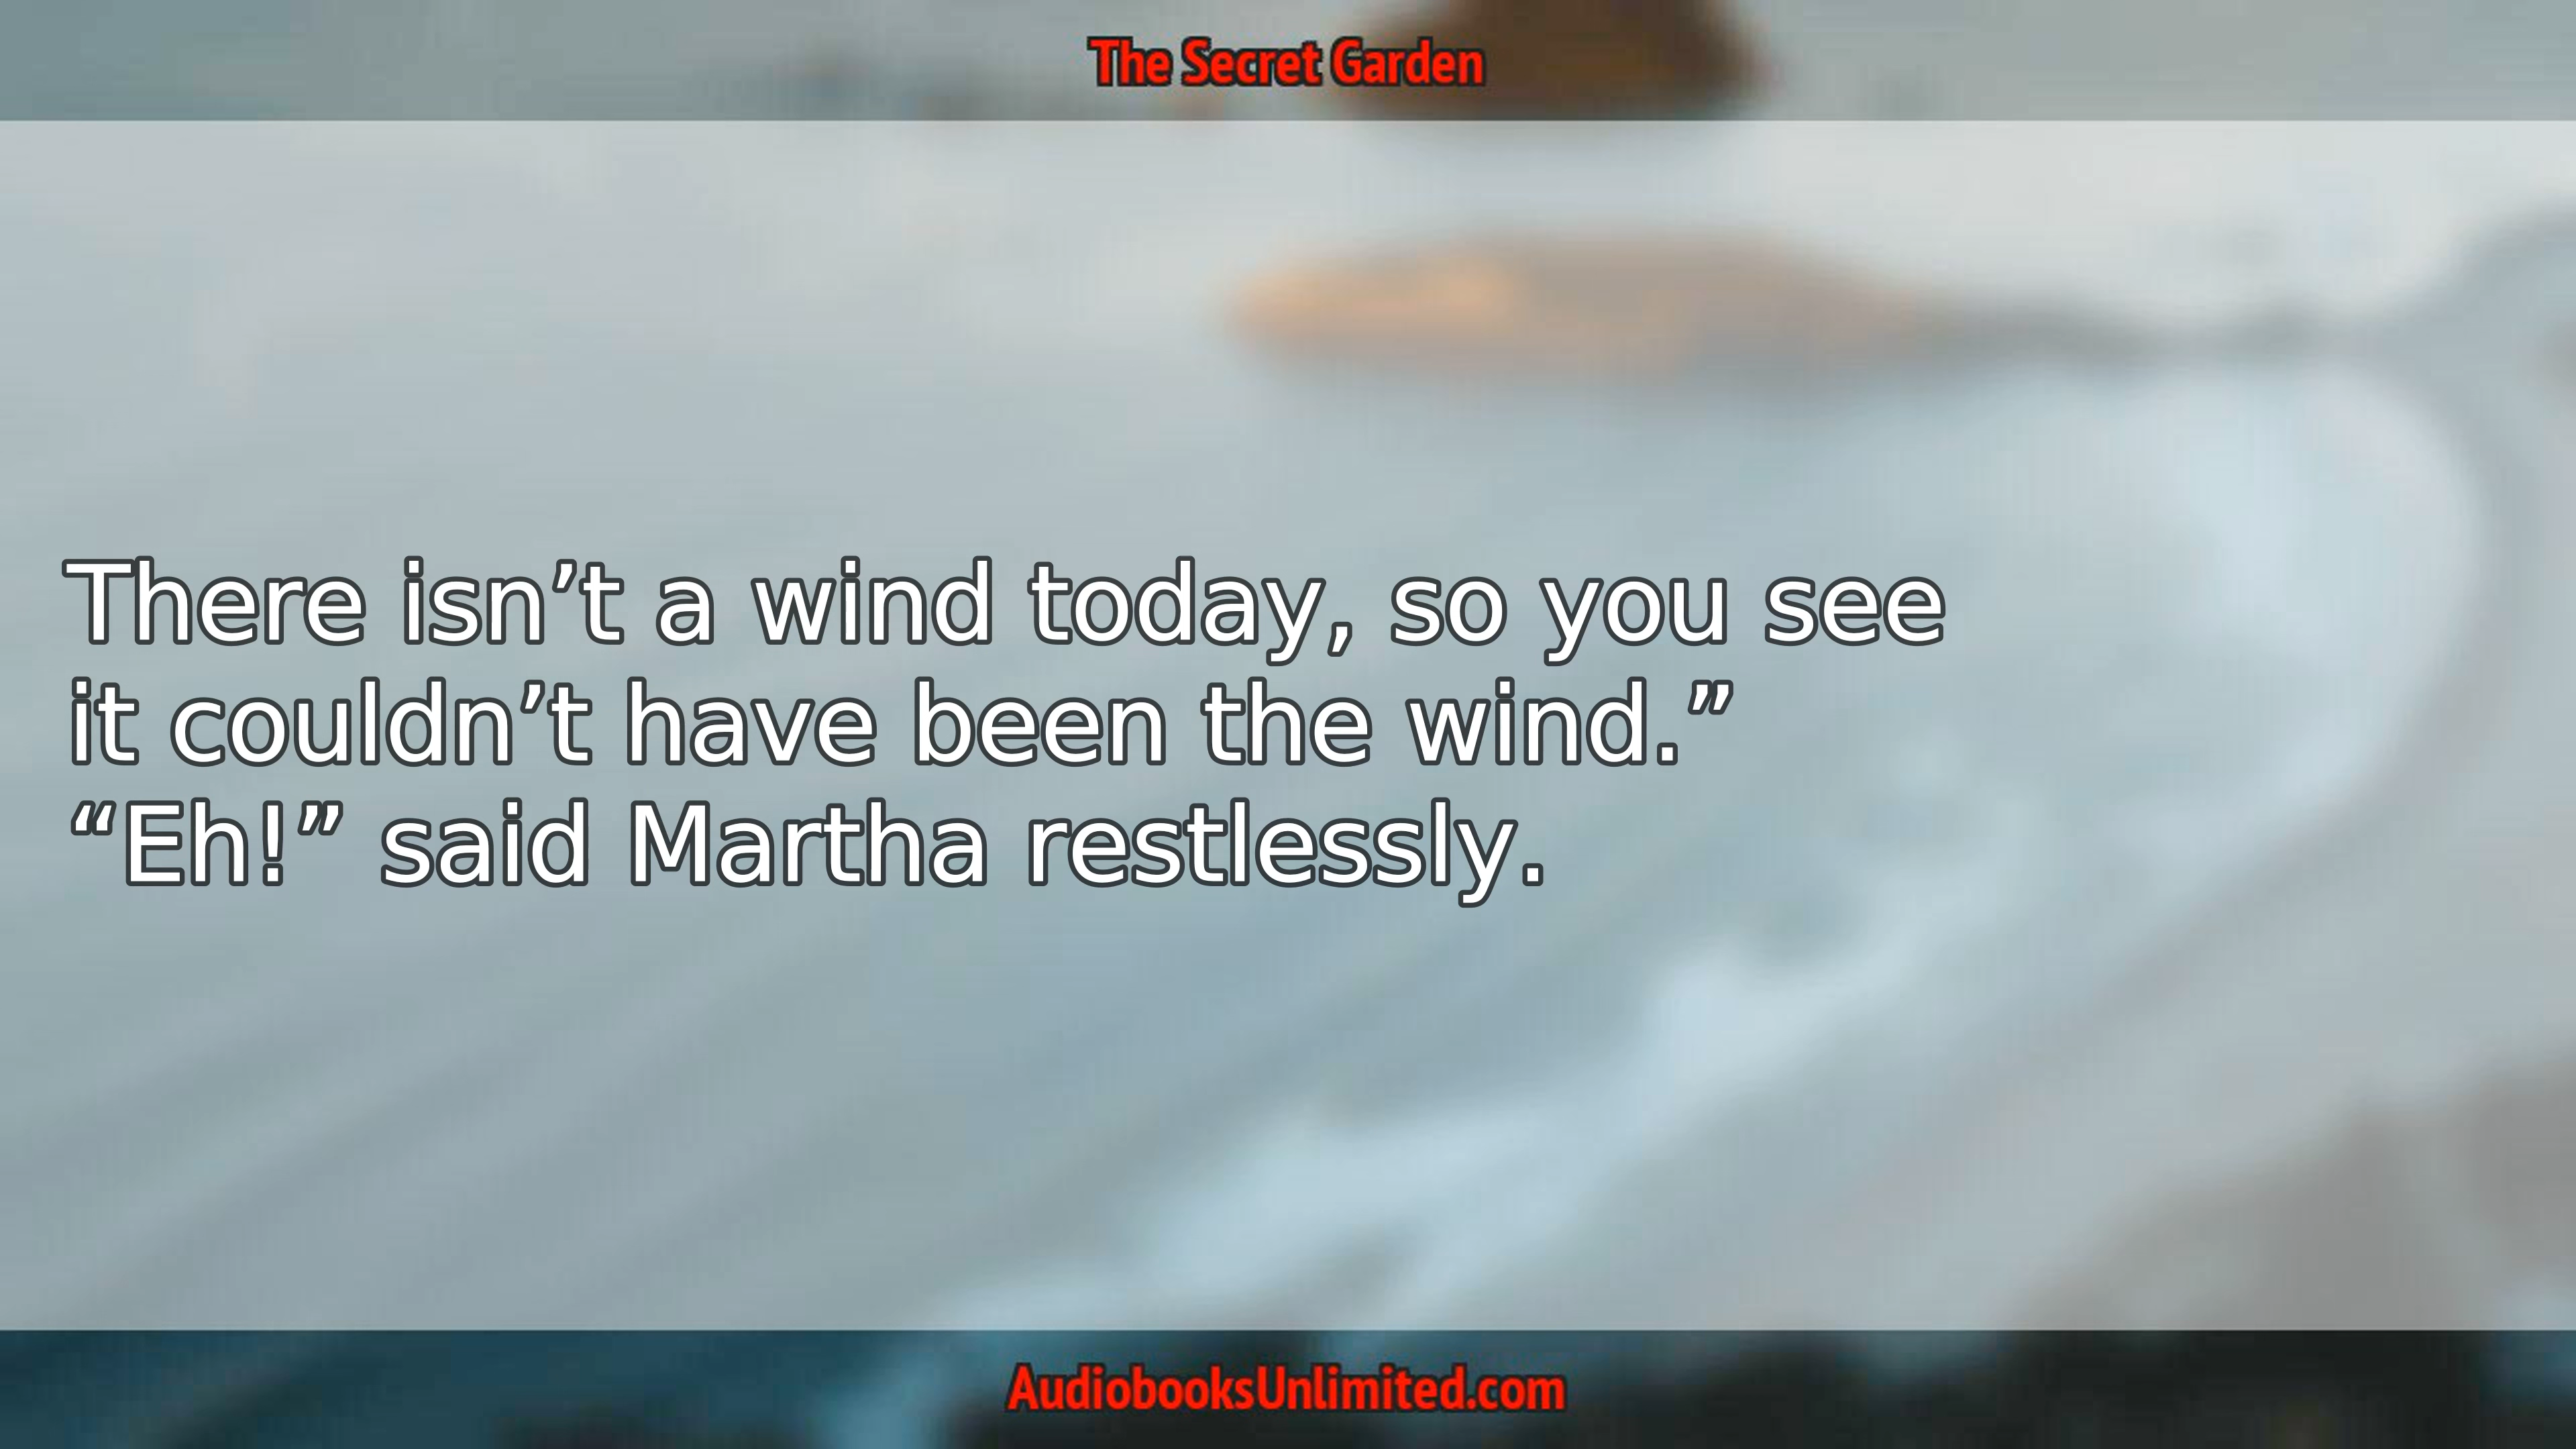 The Secret Garden
There isn’t a wind today, so you see
it couldn’t have been the wind.”
“Eh!” said Martha restlessly.
AudiobooksUnlimited.com